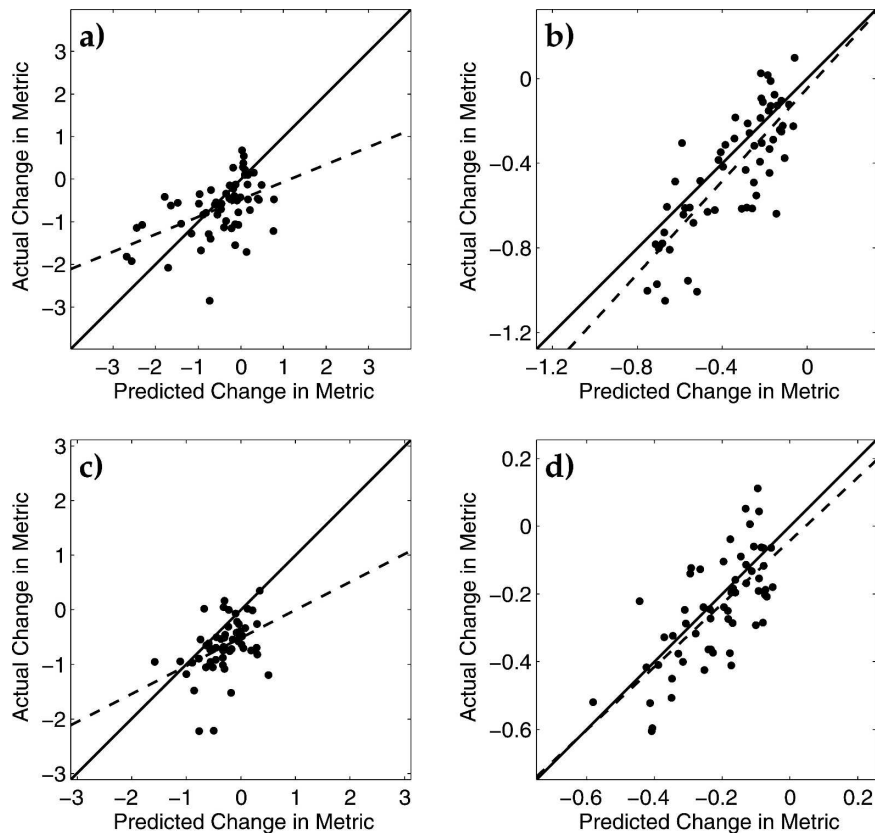 a)
3
2
1
0
−1
−2
−3
Actual Change in Metric
−3 −2 −1 0 1 2 3
Predicted Change in Metric
b)
0
−0.4
−0.8
−1.2
Actual Change in Metric
−1.2 −0.8 −0.4 0
Predicted Change in Metric
c)
3
2
1
0
−1
−2
−3
Actual Change in Metric
−3 −2 −1 0 1 2 3
Predicted Change in Metric
d)
0.2
0
−0.2
−0.4
−0.6
Actual Change in Metric
−0.6 −0.4 −0.2 0 0.2
Predicted Change in Metric